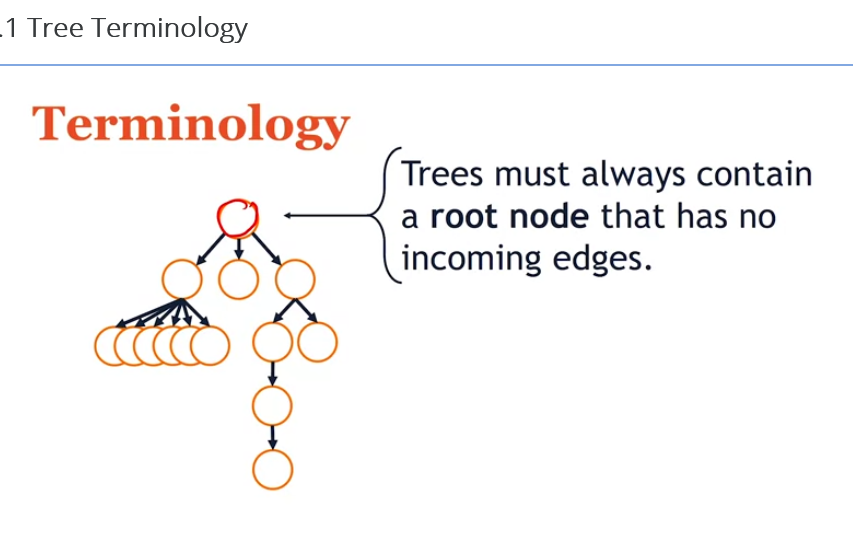 .1 Tree Terminology
Terminology
Trees must always contain
a root node that has no
incoming edges.